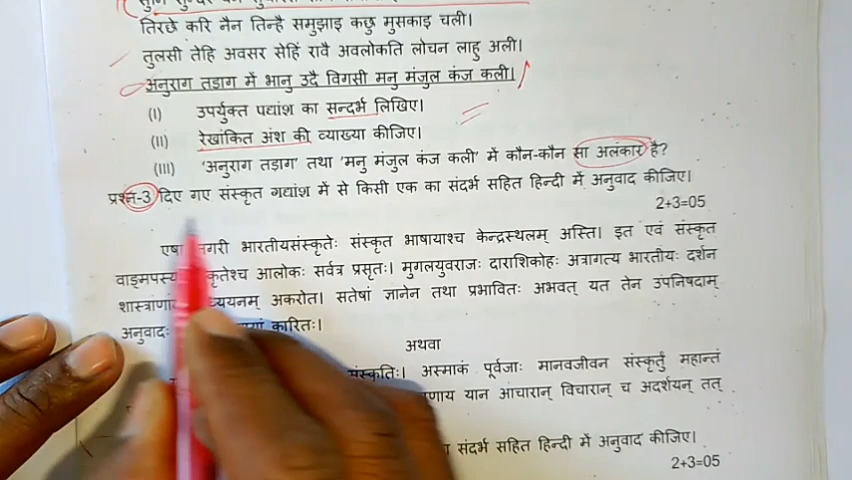 तिरछे करि नैन तिन्है समुझाइ कछु मुसकाइ चली।
तुलसी तेहि अवसर सेहिं रावै अवलोकति लोचन लाहु अली।
अनुराग तड़ाग में भानु उदै विगसी मनु मंजुल कंज कली।
(I) उपर्युक्त पद्यांश का सन्दर्भ लिखिए।
(II) रेखांकित अंश की व्याख्या कीजिए।
(III) 'अनुराग तड़ाग' तथा 'मनु मंजुल कंज कली' में कौन-कौन सा अलंकार है?
प्रश्न-3 दिए गए संस्कृत गद्यांश में से किसी एक का संदर्भ सहित हिन्दी में अनुवाद कीजिए।
2+3=05
एषा नगरी भारतीयसंस्कृतेः संस्कृत भाषायाश्च केन्द्रस्थलम् अस्ति। इत एवं संस्कृत
वाड्मपस्य कृतेश्च आलोकः सर्वत्र प्रसृतः। मुगलयुवराजः दाराशिकोहः अत्रागत्य भारतीयः दर्शन
शास्त्राणां ध्ययनम् अकरोत। सतेषां ज्ञानेन तथा प्रभावितः अभवत् यत तेन उपनिषदाम्
अनुवादः कारितः।
अथवा
संस्कृतिः। अस्माकं पूर्वजाः मानवजीवन संस्कृर्तु महान्तं
यान आंचारान् विचारान् च अदर्शयन् तत्
संदर्भ सहित हिन्दी में अनुवाद कीजिए।
2+3=05